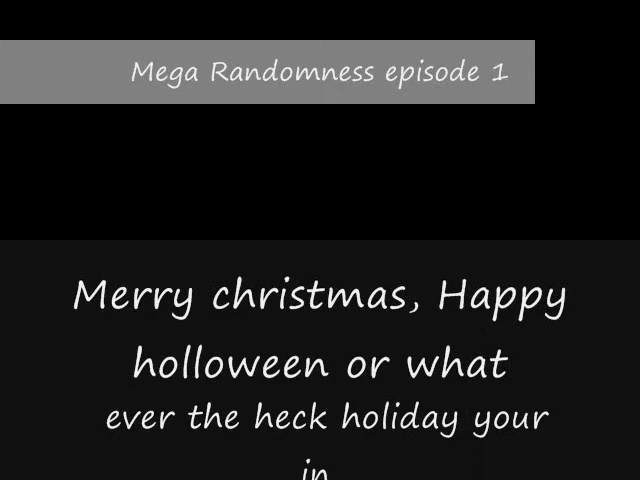 Mega Randomness episode 1
Merry christmas, Happy
holloween or what
ever the heck holiday your
in